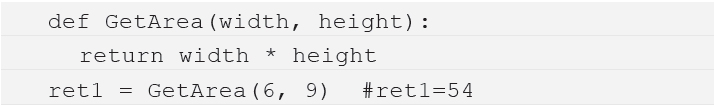 def GetArea(width, height):
  return width * height
ret1 = GetArea(6, 9)  #ret1=54